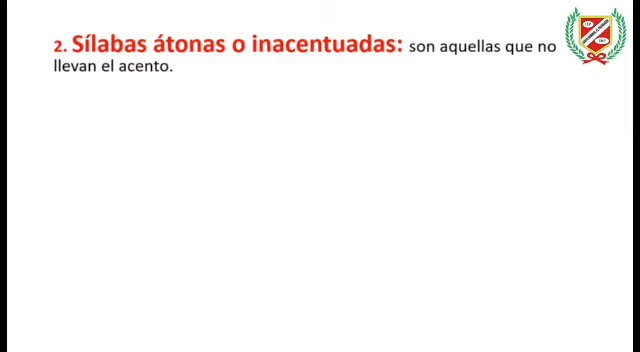 2. Sílabas átonas o inacentuadas: son aquellas que no
llevan el acento.